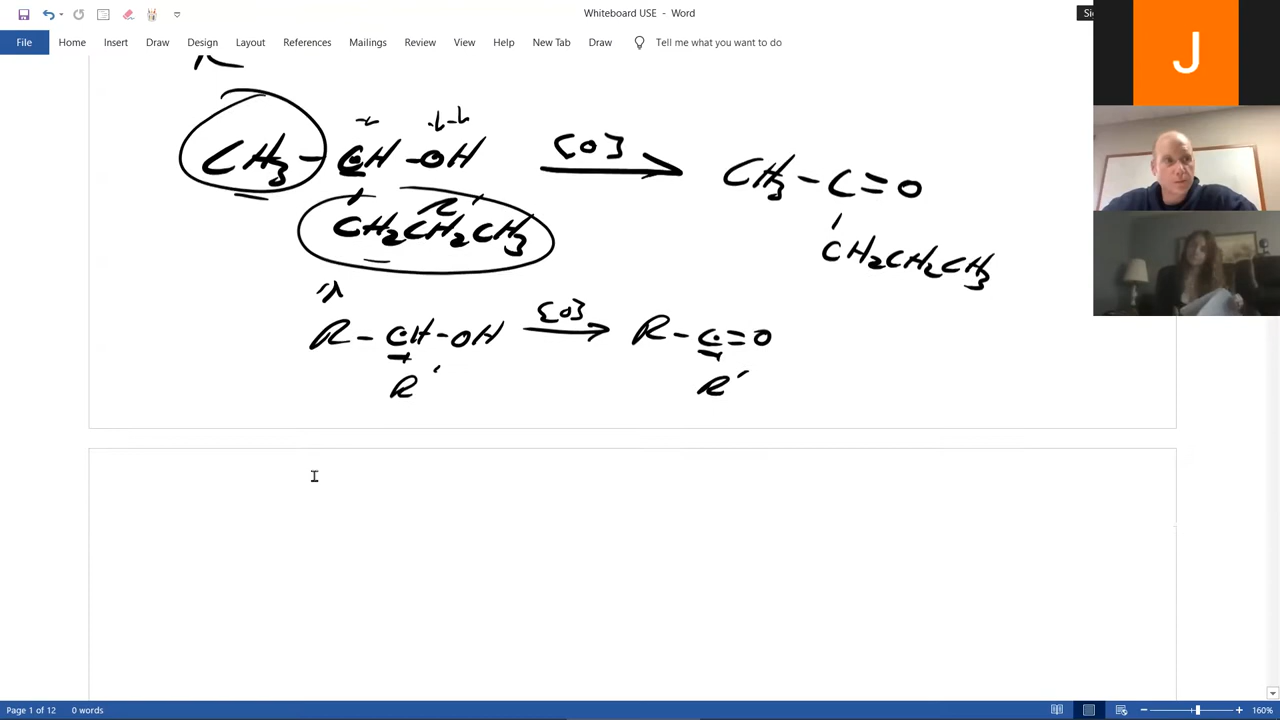 Whiteboard USE - Word
File Home Insert Draw Design Layout References Mailings Review View Help New Tab Draw Tell me what you want to do
J
CH3 - CH - OH [O] CH3 - C = O
CH2CH2CH3 CH2CH2CH3
R - CH - OH [O] R - C = O
R' R'
Page 1 of 12 0 words 160%